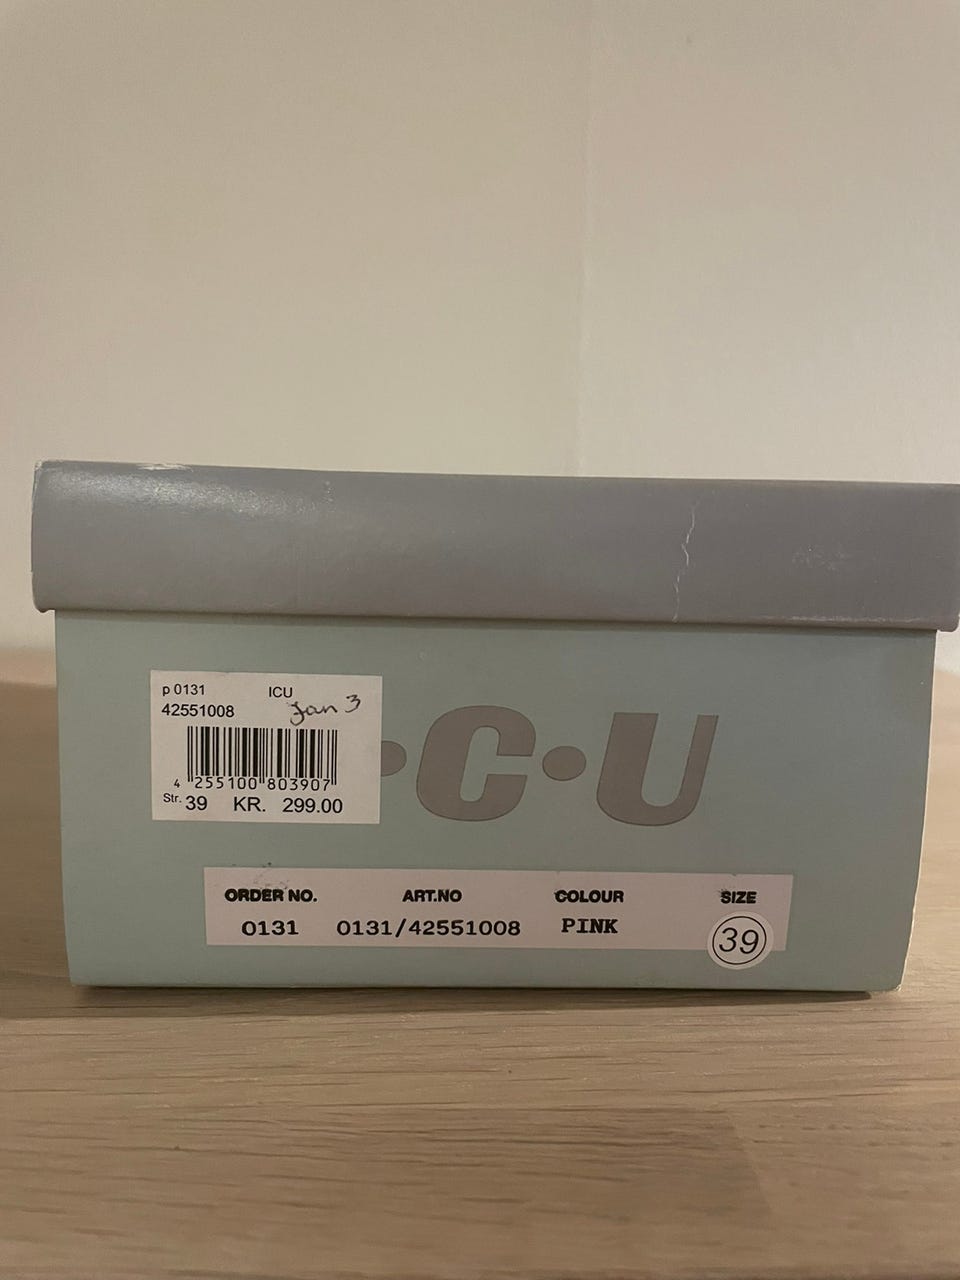 p 0131 ICU
42551008 Jan 3
4 255100 803907
Str. 39 KR. 299.00
·C·U
ORDER NO. ART.NO COLOUR SIZE
0131 0131/42551008 PINK 39